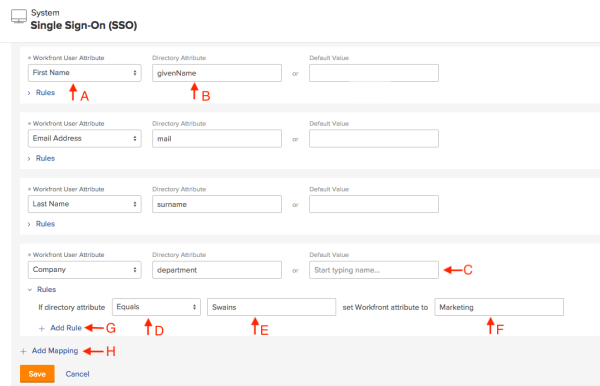 System
Single Sign-On (SSO)
Workfront User Attribute Directory Attribute Default Value
First Name givenName or
> Rules A B
Workfront User Attribute Directory Attribute Default Value
Email Address mail or
> Rules
Workfront User Attribute Directory Attribute Default Value
Last Name surname or
> Rules
Workfront User Attribute Directory Attribute Default Value
Company department or Start typing name... C
Rules
If directory attribute Equals Swains set Workfront attribute to Marketing
+ Add Rule G D E F
+ Add Mapping H
Save Cancel